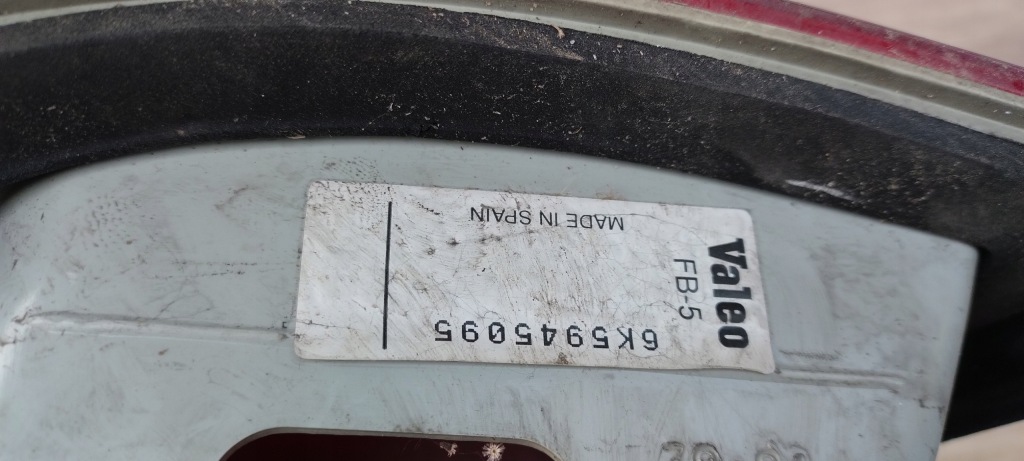 Valeo
FB-5
6K5945095
MADE IN SPAIN